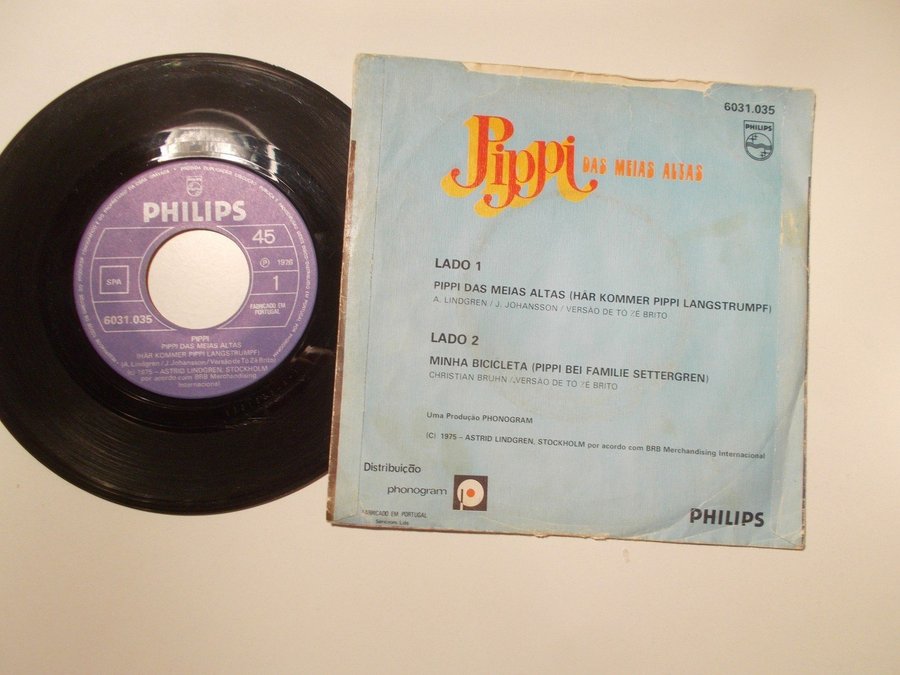 PHILIPS
45
℗ 1976
SPA
1
6031.035
FABRICADO EM
PORTUGAL
PIPPI
PIPPI DAS MEIAS ALTAS
(HÄR KOMMER PIPPI LANGSTRUMPF)
(A. Lindgren / J. Johansson / Versão de Tó Zé Brito)
(c) 1975 - ASTRID LINDGREN, STOCKHOLM
por acordo com BRB Merchandising
Internacional
6031.035
PHILIPS
Pippi DAS MEIAS ALTAS
LADO 1
PIPPI DAS MEIAS ALTAS (HÄR KOMMER PIPPI LANGSTRUMPF)
A. LINDGREN / J. JOHANSSON / VERSÃO DE TÓ ZÉ BRITO
LADO 2
MINHA BICICLETA (PIPPI BEI FAMILIE SETTERGREN)
CHRISTIAN BRUHN / VERSÃO DE TÓ ZÉ BRITO
Uma Produção PHONOGRAM
(C) 1975 – ASTRID LINDGREN, STOCKHOLM por acordo com BRB Merchandising Internacional
Distribuição
phonogram
FABRICADO EM PORTUGAL
PHILIPS